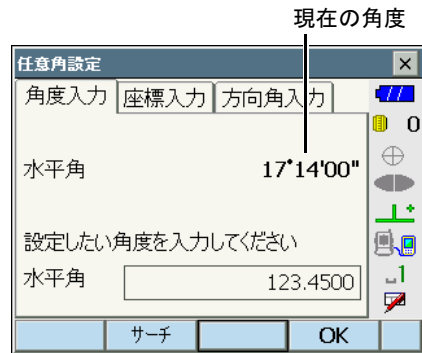 現在の角度
任意角設定
角度入力 座標入力 方向角入力
0
水平角 17°14'00"
設定したい角度を入力してください
水平角 123.4500
1
サーチ OK